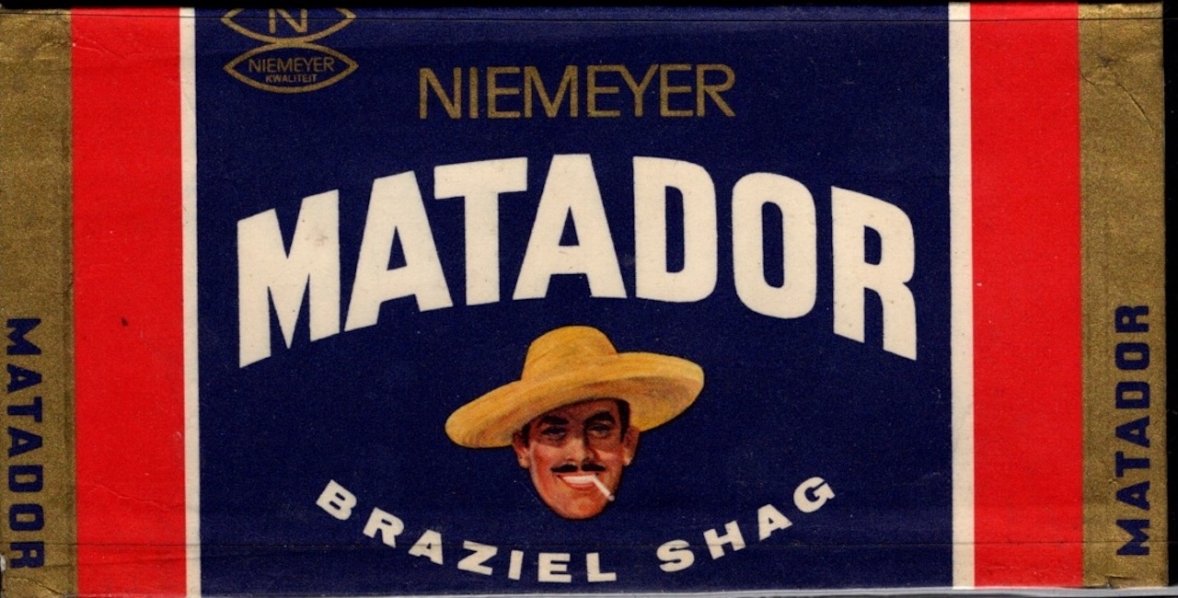 N
NIEMEYER
KWALITEIT
NIEMEYER
MATADOR
BRAZIEL SHAG
MATADOR
MATADOR